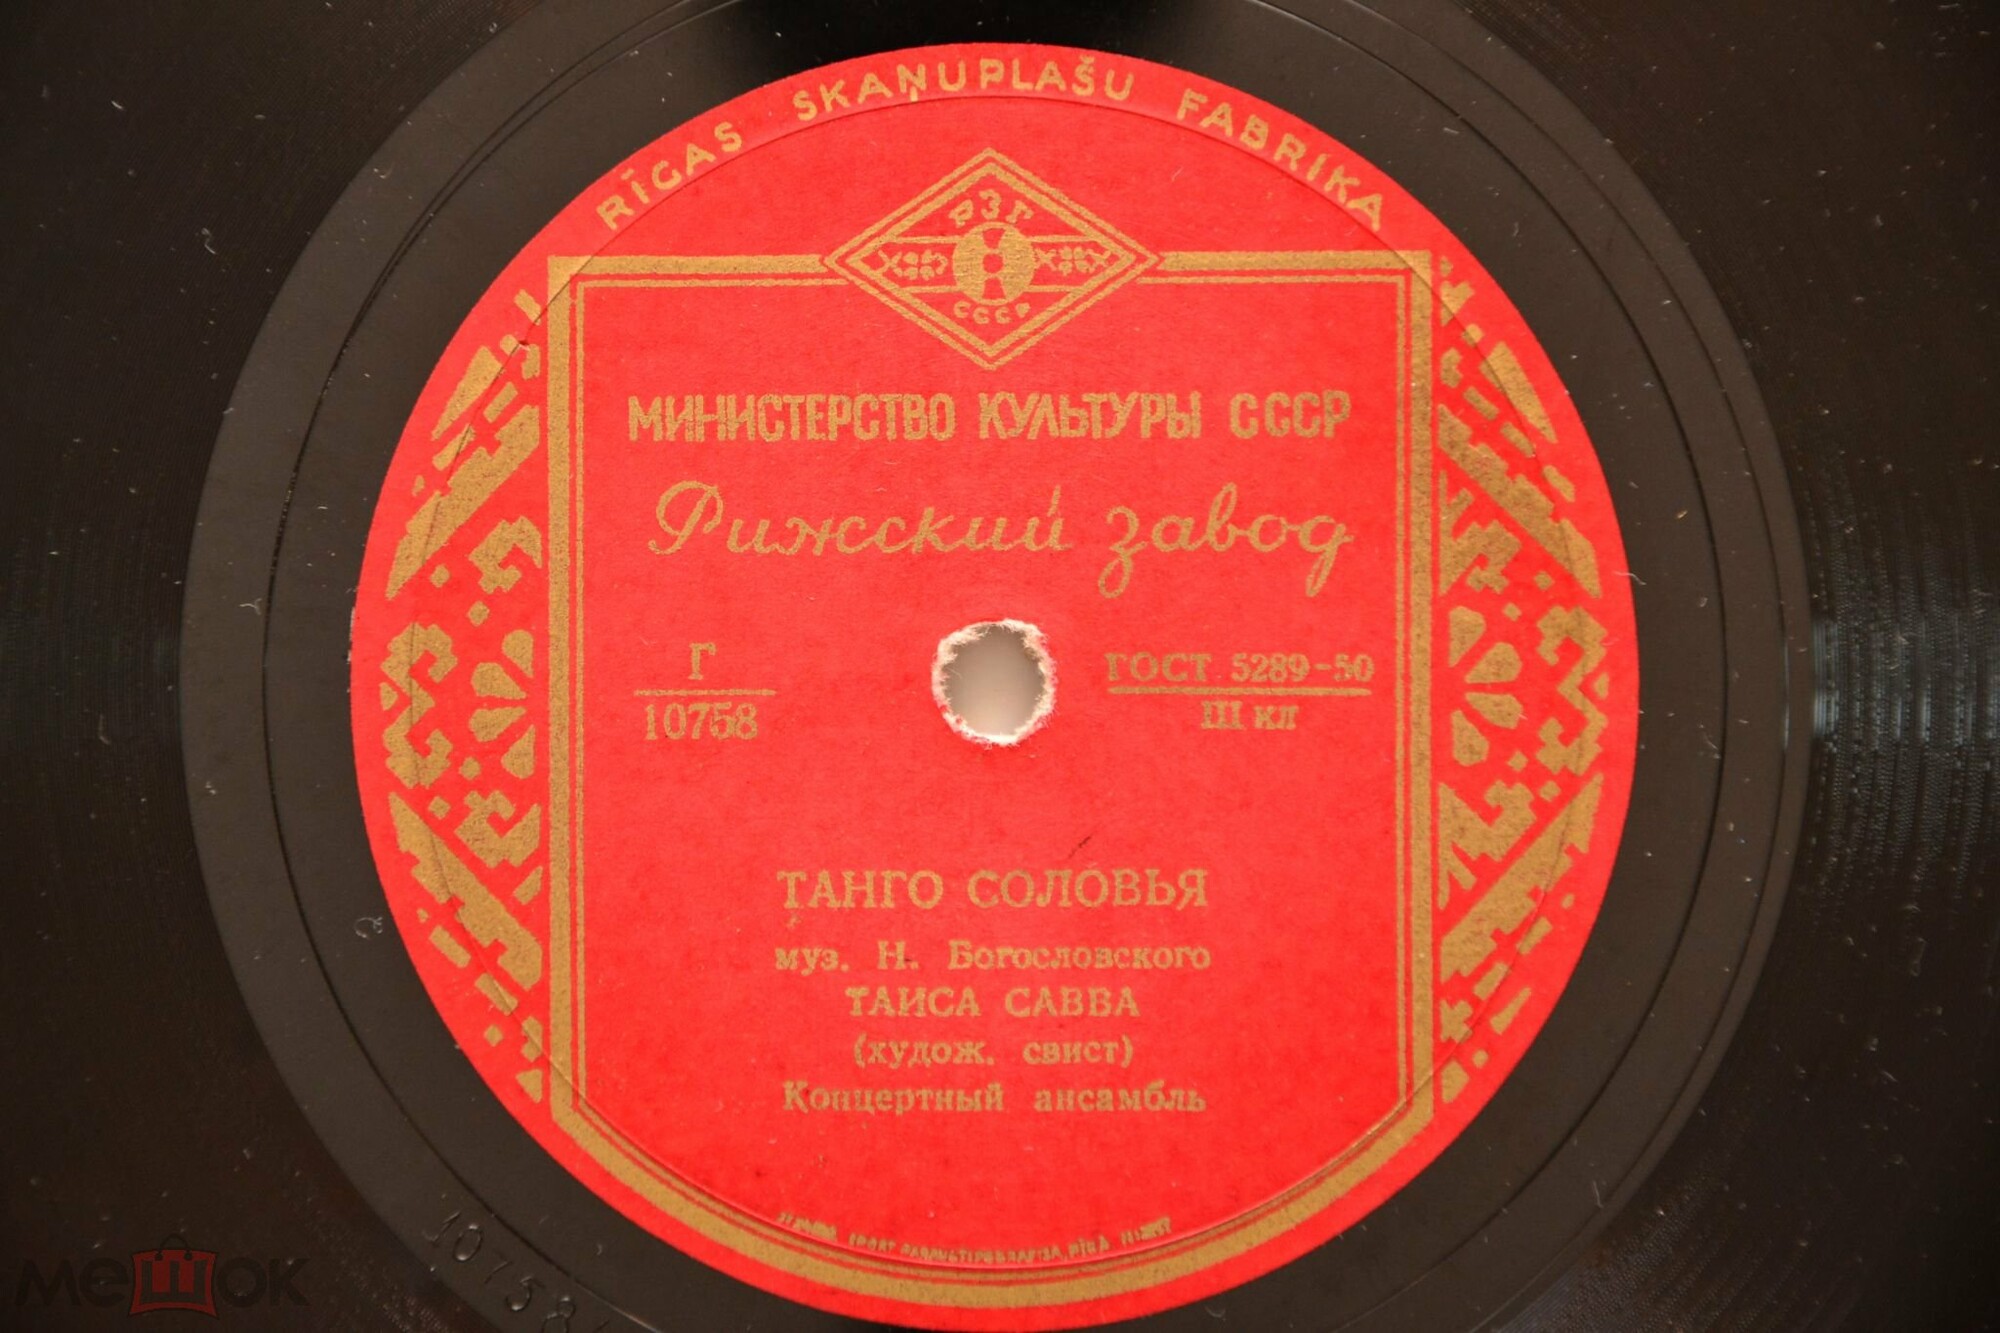 RĪGAS SKAŅUPLAŠU FABRIKA
РЗГ
СССР
МИНИСТЕРСТВО КУЛЬТУРЫ СССР
Рижский завод
Г
10758
ГОСТ 5289-50
III кл
ТАНГО СОЛОВЬЯ
муз. Н. Богословского
ТАИСА САВВА
(худож. свист)
Концертный ансамбль
10758
мешок